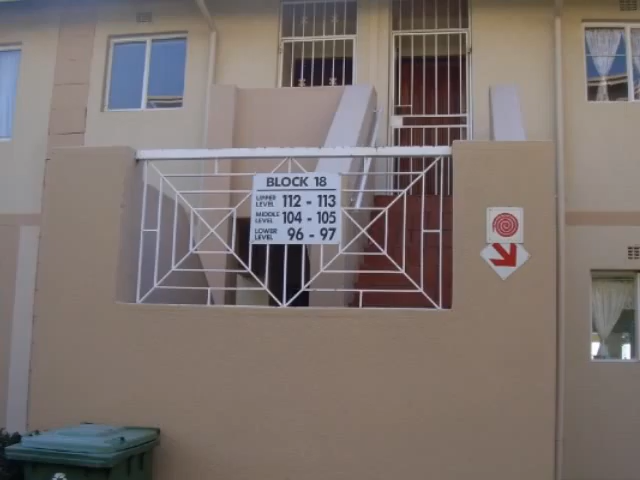 BLOCK 18
UPPER LEVEL 112 - 113
MIDDLE LEVEL 104 - 105
LOWER LEVEL 96 - 97